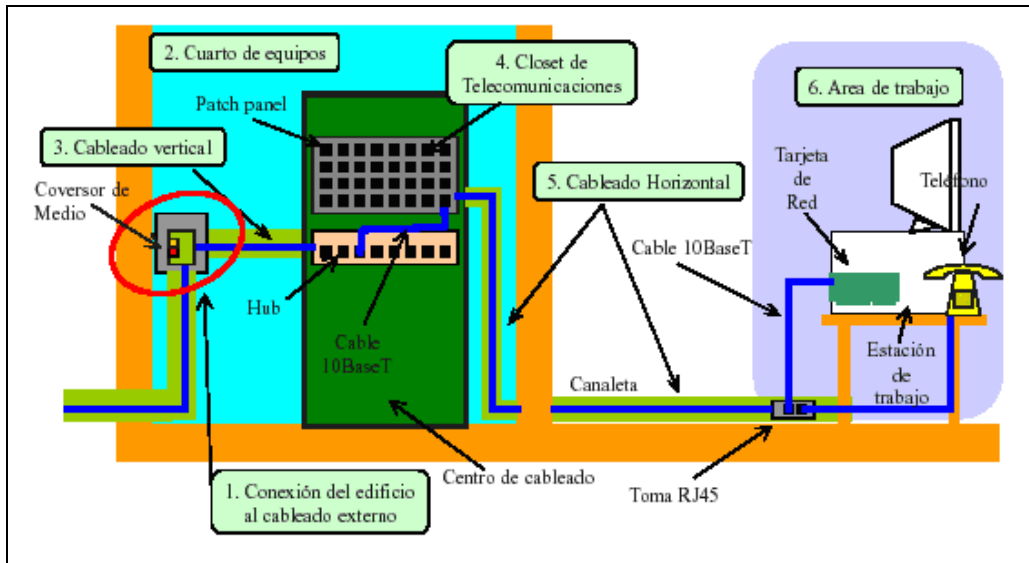 2. Cuarto de equipos
4. Closet de
Telecomunicaciones
Patch panel
3. Cableado vertical
Coversor de
Medio
Hub
Cable
10BaseT
5. Cableado Horizontal
6. Area de trabajo
Tarjeta
de
Red
Teléfono
Cable 10BaseT
Estación
de
trabajo
Canaleta
Toma RJ45
Centro de cableado
1. Conexión del edificio
al cableado externo